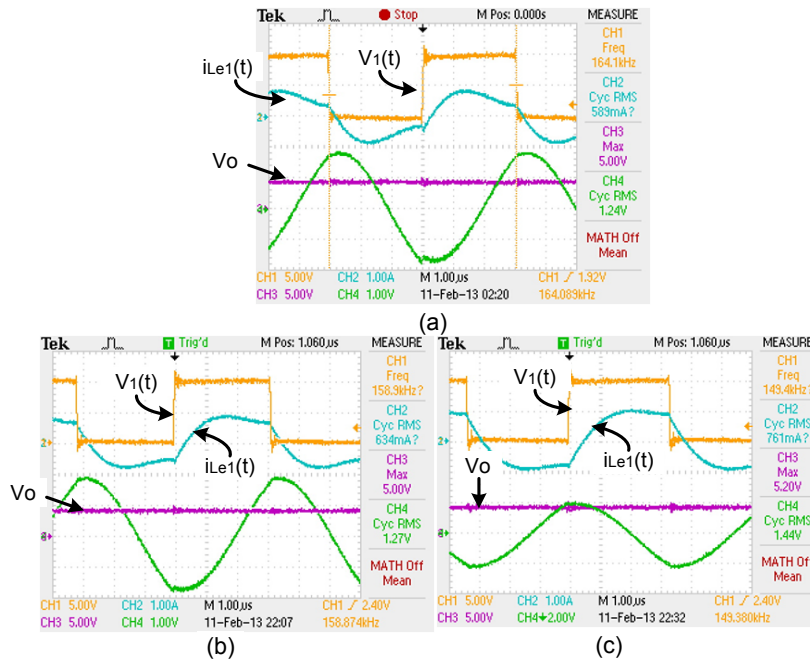 Tek Stop M Pos: 0.000s MEASURE
CH1
Freq
164.1kHz
CH2
Cyc RMS
589mA?
CH3
Max
5.00V
CH4
Cyc RMS
1.24V
MATH Off
Mean
iLe1(t)
V1(t)
Vo
2
CH1 5.00V CH2 1.00A M 1.00µs CH1 ∫ 1.92V
CH3 5.00V CH4 1.00V 11-Feb-13 02:20 164.089kHz
(a)
Tek T Trig'd M Pos: 1.060µs MEASURE
CH1
Freq
158.9kHz?
CH2
Cyc RMS
634mA?
CH3
Max
5.00V
CH4
Cyc RMS
1.27V
MATH Off
Mean
V1(t)
iLe1(t)
Vo
2
CH1 5.00V CH2 1.00A M 1.00µs CH1 ∫ 2.40V
CH3 5.00V CH4 1.00V 11-Feb-13 22:07 158.874kHz
(b)
Tek T Trig'd M Pos: 1.060µs MEASURE
CH1
Freq
149.4kHz?
CH2
Cyc RMS
761mA?
CH3
Max
5.20V
CH4
Cyc RMS
1.44V
MATH Off
Mean
V1(t)
iLe1(t)
Vo
2
CH1 5.00V CH2 1.00A M 1.00µs CH1 ∫ 2.40V
CH3 5.00V CH4 2.00V 11-Feb-13 22:32 149.380kHz
(c)